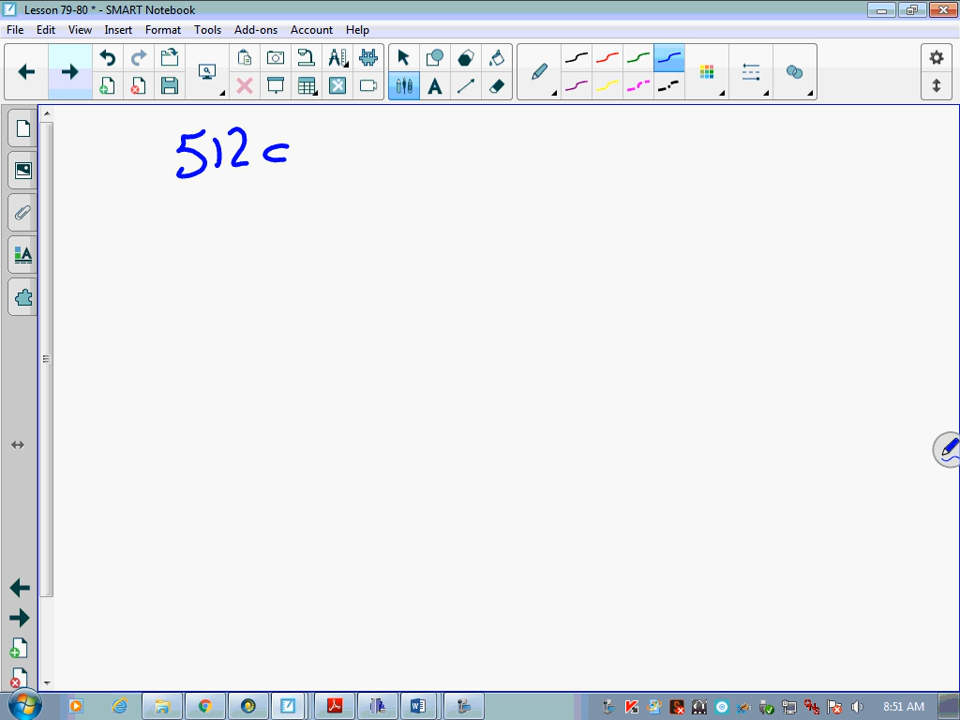 Lesson 79-80 * - SMART Notebook
File Edit View Insert Format Tools Add-ons Account Help
512 c
8:51 AM